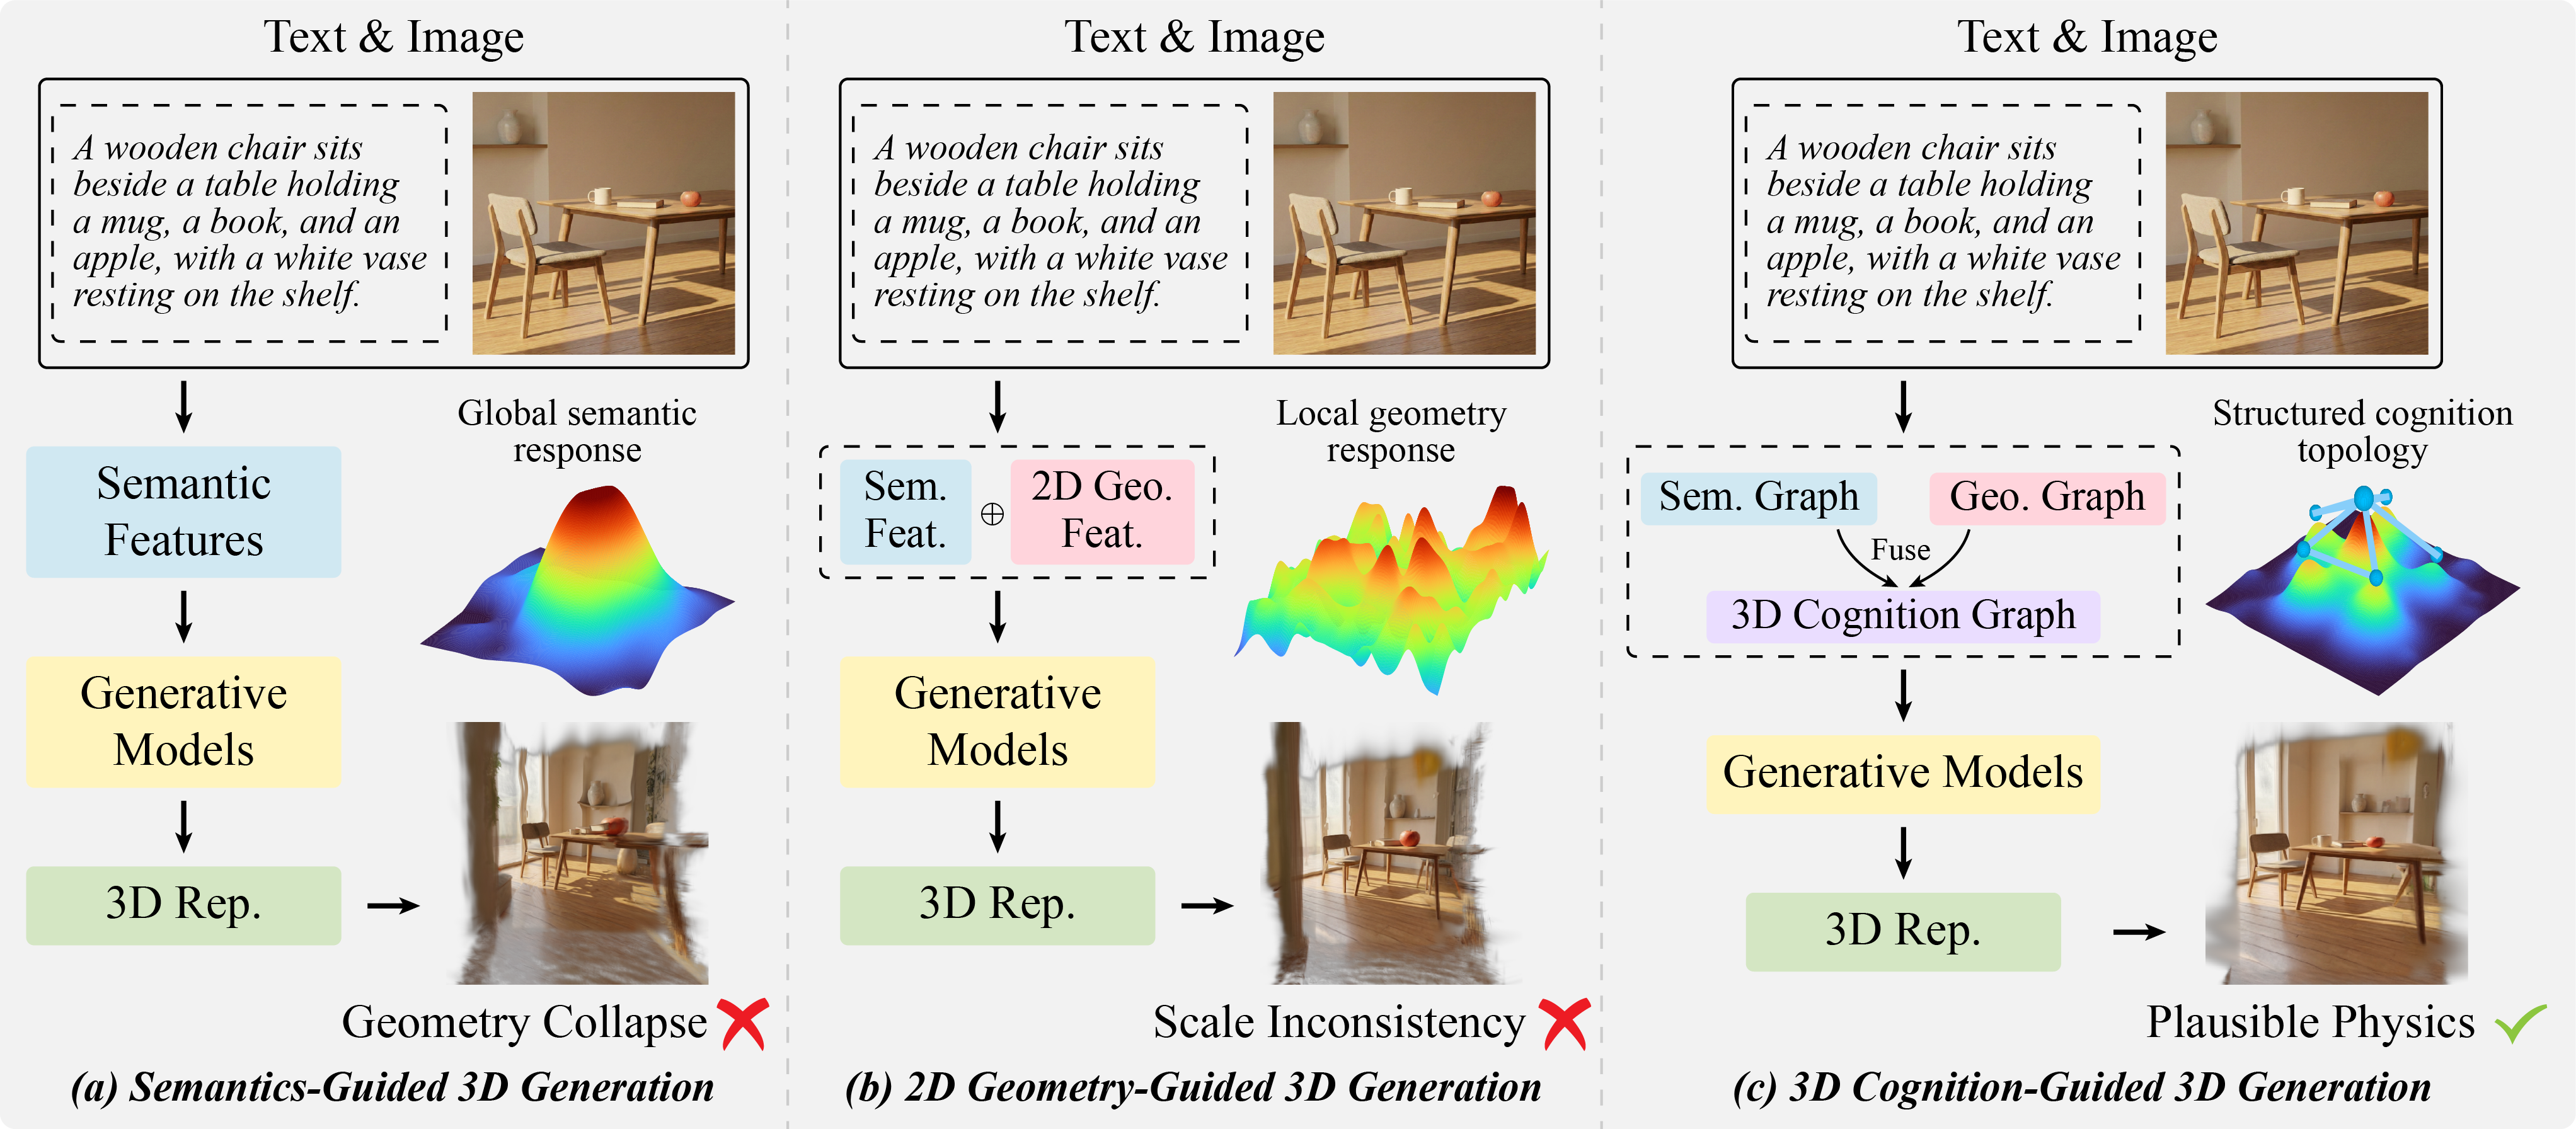 Text & Image
A wooden chair sits
beside a table holding
a mug, a book, and an
apple, with a white vase
resting on the shelf.
Semantic
Features
Global semantic
response
Generative
Models
3D Rep.
Geometry Collapse
(a) Semantics-Guided 3D Generation
Text & Image
A wooden chair sits
beside a table holding
a mug, a book, and an
apple, with a white vase
resting on the shelf.
Sem.
Feat.
⊕
2D Geo.
Feat.
Local geometry
response
Generative
Models
3D Rep.
Scale Inconsistency
(b) 2D Geometry-Guided 3D Generation
Text & Image
A wooden chair sits
beside a table holding
a mug, a book, and an
apple, with a white vase
resting on the shelf.
Sem. Graph
Geo. Graph
Fuse
3D Cognition Graph
Structured cognition
topology
Generative Models
3D Rep.
Plausible Physics
(c) 3D Cognition-Guided 3D Generation